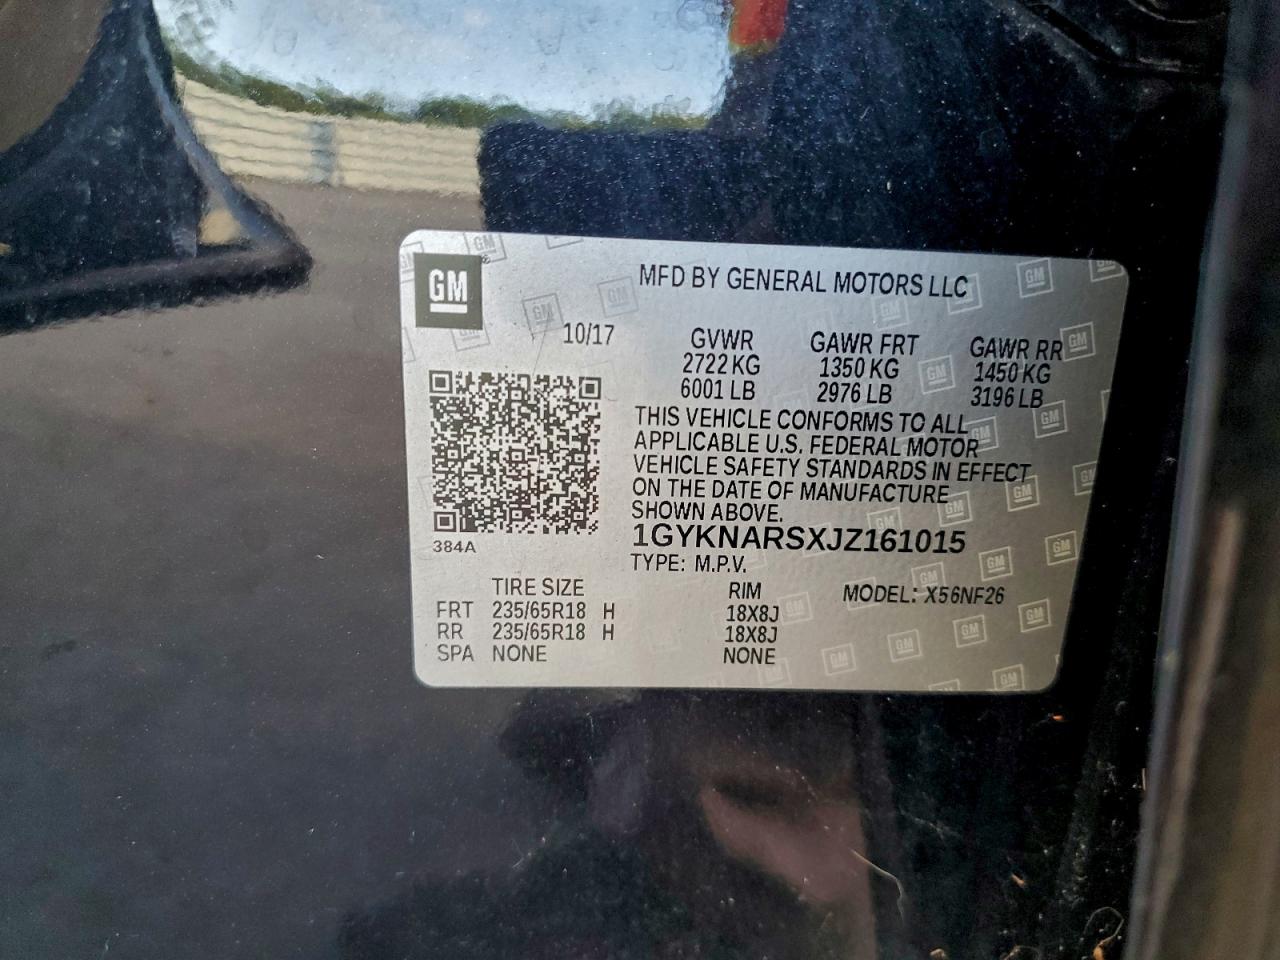 GM
MFD BY GENERAL MOTORS LLC
10/17
GVWR GAWR FRT GAWR RR
2722 KG 1350 KG 1450 KG
6001 LB 2976 LB 3196 LB
THIS VEHICLE CONFORMS TO ALL
APPLICABLE U.S. FEDERAL MOTOR
VEHICLE SAFETY STANDARDS IN EFFECT
ON THE DATE OF MANUFACTURE
SHOWN ABOVE.
1GYKNARSXJZ161015
384A
TYPE: M.P.V.
TIRE SIZE RIM MODEL: X56NF26
FRT 235/65R18 H 18X8J
RR 235/65R18 H 18X8J
SPA NONE NONE